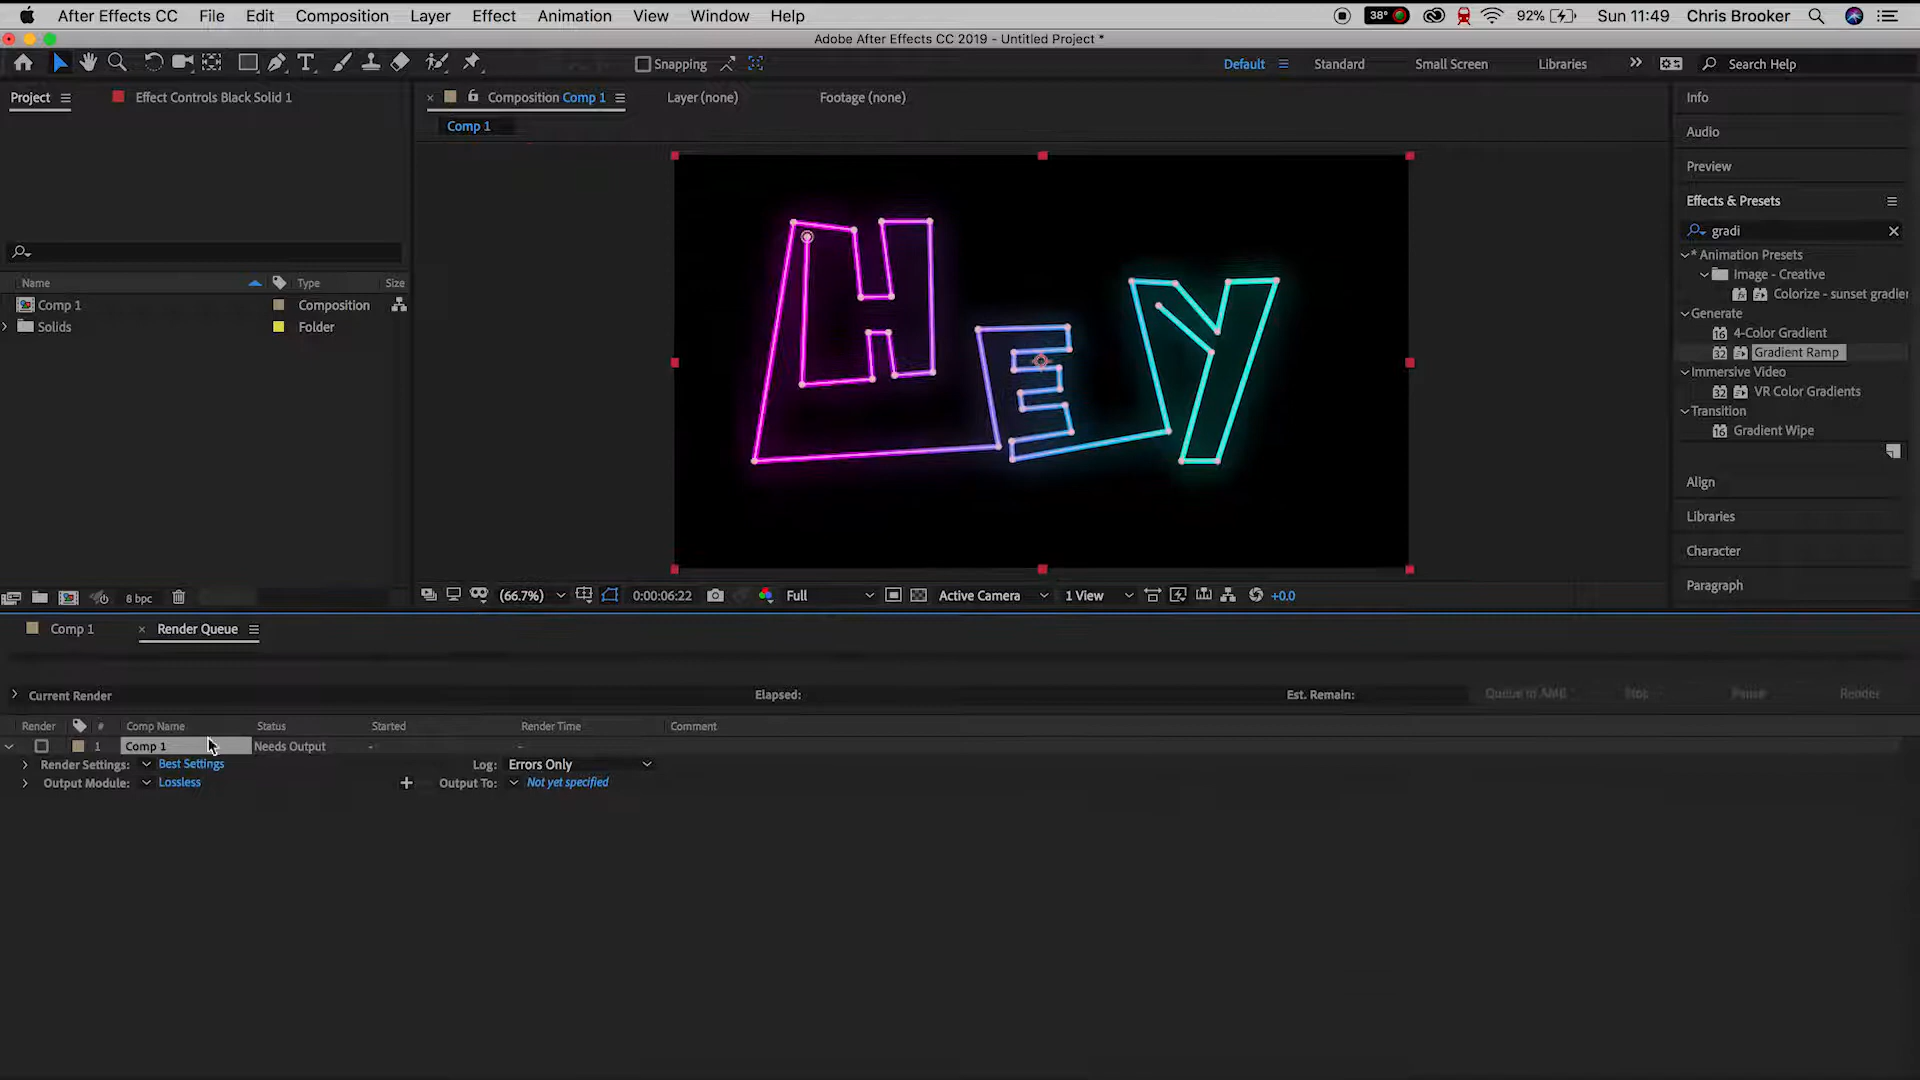 After Effects CC File Edit Composition Layer Effect Animation View Window Help 38° 92% Sun 11:49 Chris Brooker
Adobe After Effects CC 2019 - Untitled Project *
Snapping Default Standard Small Screen Libraries Search Help
Project Effect Controls Black Solid 1 Composition Comp 1 Layer (none) Footage (none) Info
Comp 1
Audio
Preview
Effects & Presets
gradi
* Animation Presets
Image - Creative
Colorize - sunset gradier
Generate
4-Color Gradient
Gradient Ramp
Immersive Video
VR Color Gradients
Transition
Gradient Wipe
Align
Libraries
Character
Paragraph
Name Type Size
Comp 1 Composition
Solids Folder
HEY
8 bpc (66.7%) 0:00:06:22 Full Active Camera 1 View +0.0
Comp 1 Render Queue
Current Render Elapsed: Est. Remain: Queue in AME Stop Pause Render
Render # Comp Name Status Started Render Time Comment
1 Comp 1 Needs Output - -
Render Settings: Best Settings Log: Errors Only
Output Module: Lossless Output To: Not yet specified